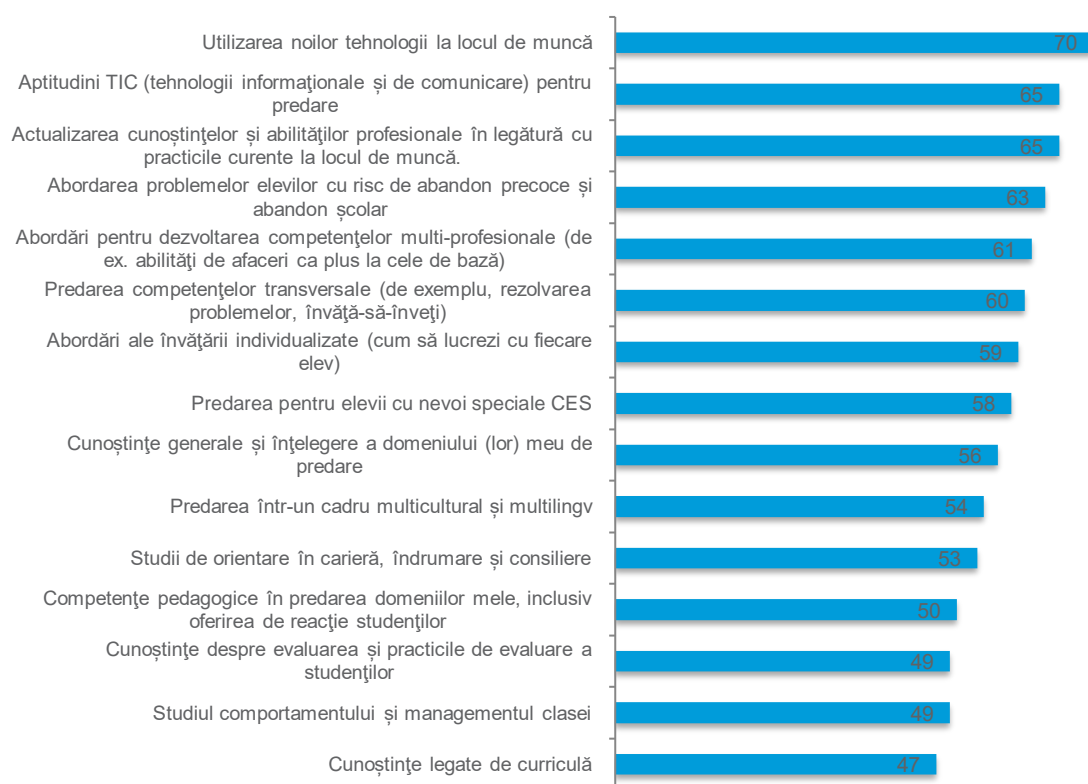 Utilizarea noilor tehnologii la locul de muncă
70
Aptitudini TIC (tehnologii informaţionale și de comunicare) pentru
predare
65
Actualizarea cunoștinţelor și abilităţilor profesionale în legătură cu
practicile curente la locul de muncă.
65
Abordarea problemelor elevilor cu risc de abandon precoce și
abandon școlar
63
Abordări pentru dezvoltarea competenţelor multi-profesionale (de
ex. abilităţi de afaceri ca plus la cele de bază)
61
Predarea competenţelor transversale (de exemplu, rezolvarea
problemelor, învăţă-să-înveţi)
60
Abordări ale învăţării individualizate (cum să lucrezi cu fiecare
elev)
59
Predarea pentru elevii cu nevoi speciale CES
58
Cunoștinţe generale și înţelegere a domeniului (lor) meu de
predare
56
Predarea într-un cadru multicultural și multilingv
54
Studii de orientare în carieră, îndrumare și consiliere
53
Competenţe pedagogice în predarea domeniilor mele, inclusiv
oferirea de reacţie studenţilor
50
Cunoștinţe despre evaluarea și practicile de evaluare a
studenţilor
49
Studiul comportamentului și managementul clasei
49
Cunoștinţe legate de curriculă
47